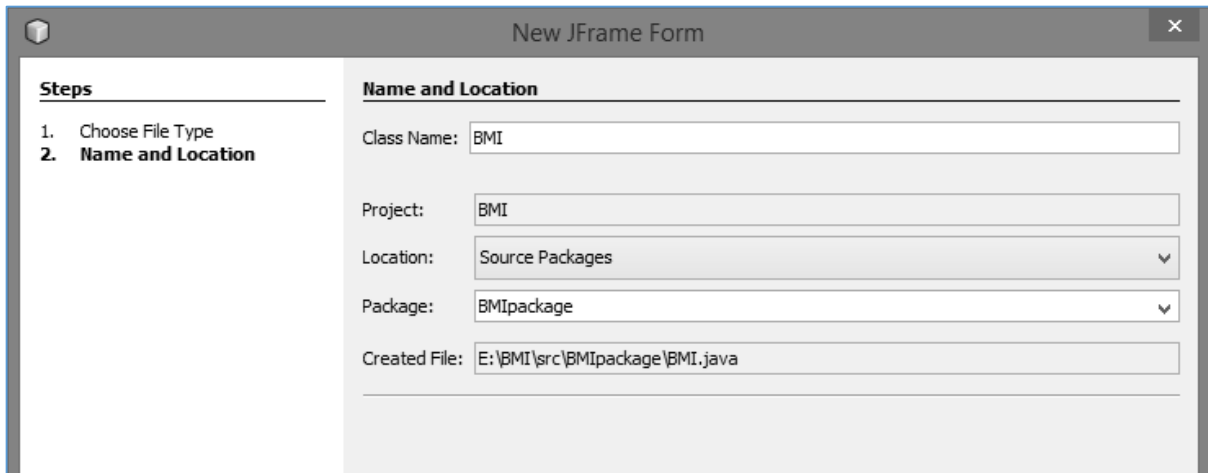 New JFrame Form
Steps
1. Choose File Type
2. Name and Location
Name and Location
Class Name: BMI
Project: BMI
Location: Source Packages
Package: BMIpackage
Created File: E:\BMI\src\BMIpackage\BMI.java